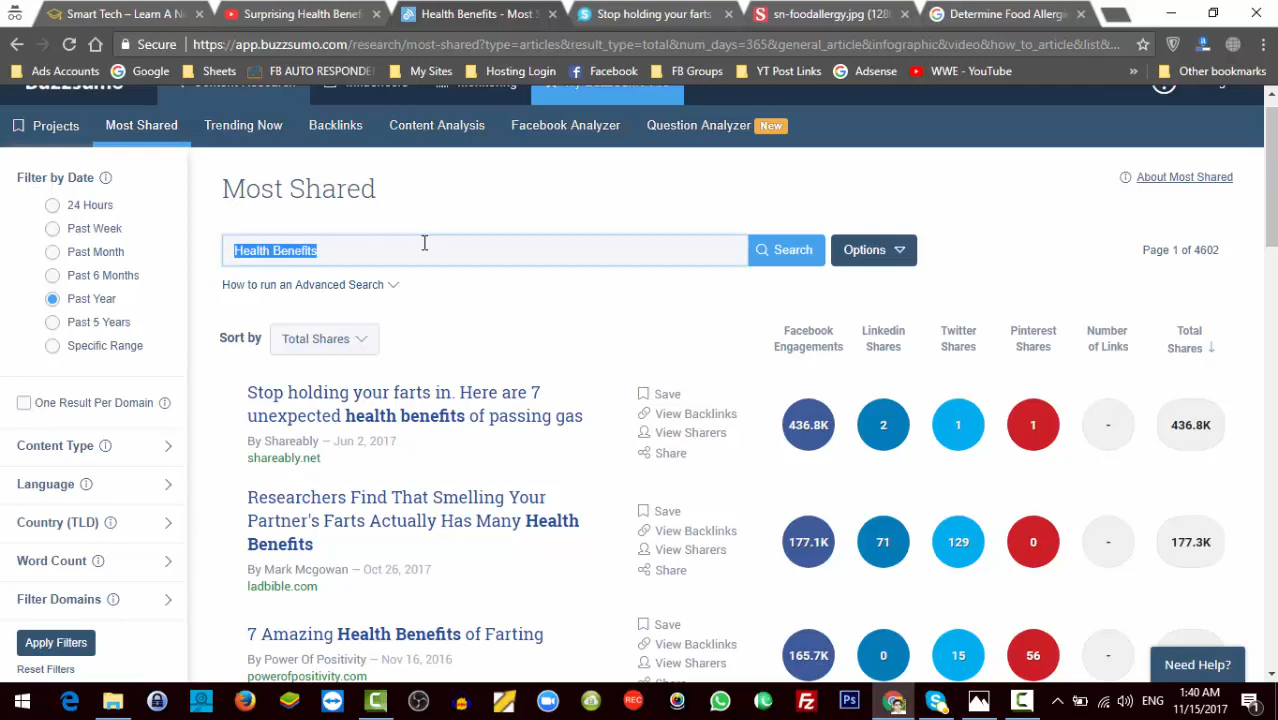 Smart Tech – Learn A Ni × Surprising Health Benef × Health Benefits - Most S × Stop holding your farts × sn-foodallergy.jpg (128( × Determine Food Allergi ×
Secure https://app.buzzsumo.com/research/most-shared?type=articles&result_type=total&num_days=365&general_article&infographic&video&how_to_article&list&...
Ads Accounts Google Sheets FB AUTO RESPONDE My Sites Hosting Login Facebook FB Groups YT Post Links Adsense WWE - YouTube » Other bookmarks
Projects Most Shared Trending Now Backlinks Content Analysis Facebook Analyzer Question Analyzer New
Filter by Date
24 Hours
Past Week
Past Month
Past 6 Months
Past Year
Past 5 Years
Specific Range
One Result Per Domain
Content Type
Language
Country (TLD)
Word Count
Filter Domains
Apply Filters
Reset Filters
Most Shared
About Most Shared
Health Benefits Search Options Page 1 of 4602
How to run an Advanced Search
Sort by Total Shares
Facebook Engagements
Linkedin Shares
Twitter Shares
Pinterest Shares
Number of Links
Total Shares
Stop holding your farts in. Here are 7
unexpected health benefits of passing gas
By Shareably — Jun 2, 2017
shareably.net
Save
View Backlinks
View Sharers
Share
436.8K 2 1 1 - 436.8K
Researchers Find That Smelling Your
Partner's Farts Actually Has Many Health
Benefits
By Mark Mcgowan — Oct 26, 2017
ladbible.com
Save
View Backlinks
View Sharers
Share
177.1K 71 129 0 - 177.3K
7 Amazing Health Benefits of Farting
By Power Of Positivity — Nov 16, 2016
powerofpositivity.com
Save
View Backlinks
View Sharers
165.7K 0 15 56
Need Help?
REC Ps ENG 1:40 AM
11/15/2017